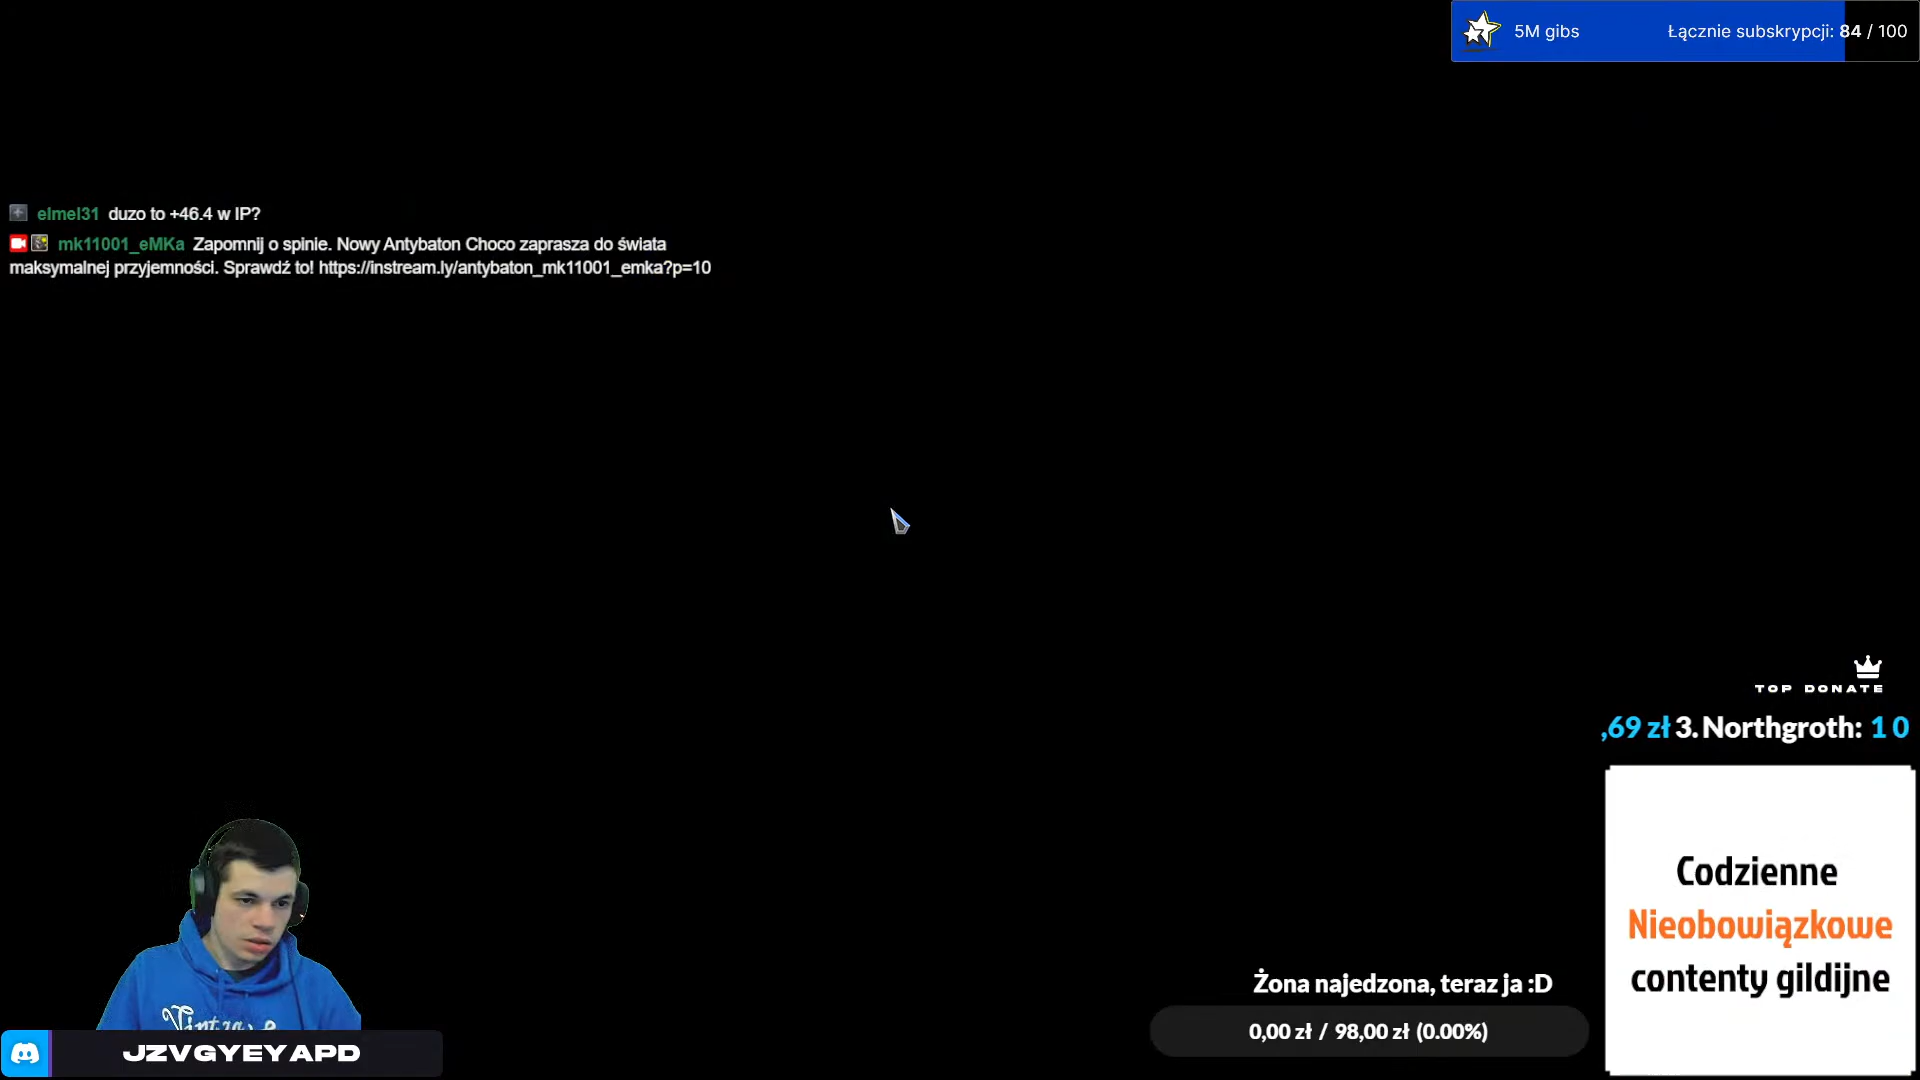 5M gibs
Łącznie subskrypcji: 84 / 100
elmel31 duzo to +46.4 w IP?
mk11001_eMKa Zapomnij o spinie. Nowy Antybaton Choco zaprasza do świata
maksymalnej przyjemności. Sprawdź to! https://instream.ly/antybaton_mk11001_emka?p=10
TOP DONATE
,69 zł 3. Northgroth: 10
Codzienne
Nieobowiązkowe
contenty gildijne
Żona najedzona, teraz ja :D
0,00 zł / 98,00 zł (0.00%)
JZVGYEYAPD